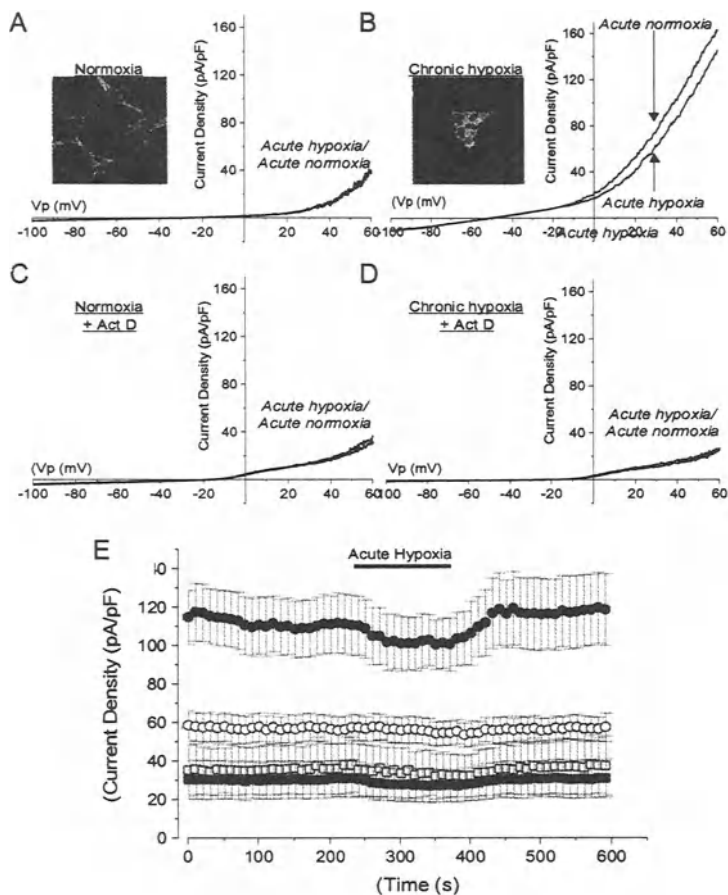 A
Normoxia
Current Density (pA/pF)
160
120
80
40
Acute hypoxia/
Acute normoxia
Vp (mV)
-100 -80 -60 -40 -20 0 20 40 60
B
Chronic hypoxia
Current Density (pA/pF)
160
120
80
40
Acute normoxia
Acute hypoxia
Acute hypoxia
Vp (mV)
-100 -80 -60 -40 -20 0 20 40 60
C
Normoxia
+ Act D
Current Density (pA/pF)
160
120
80
40
Acute hypoxia/
Acute normoxia
(Vp (mV)
-100 -80 -60 -40 -20 0 20 40 60
D
Chronic hypoxia
+ Act D
Current Density (pA/pF)
160
120
80
40
Acute hypoxia/
Acute normoxia
Vp (mV)
-100 -80 -60 -40 -20 0 20 40 60
E
Acute Hypoxia
(Current Density (pA/pF)
120
100
80
60
40
20
0
0 100 200 300 400 500 600
(Time (s)